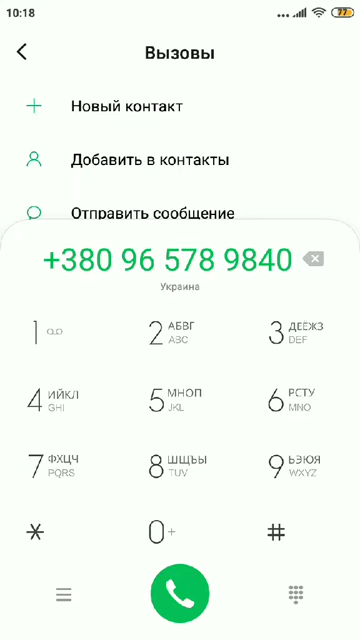 10:18 77
Вызовы
Новый контакт
Добавить в контакты
Отправить сообщение
+380 96 578 9840
Украина
1 2 АБВГ ABC 3 ДЕЁЖЗ DEF
4 ИЙКЛ GHI 5 МНОП JKL 6 РСТУ MNO
7 ФХЦЧ PQRS 8 ШЩЪЫ TUV 9 ЬЭЮЯ WXYZ
* 0 + #